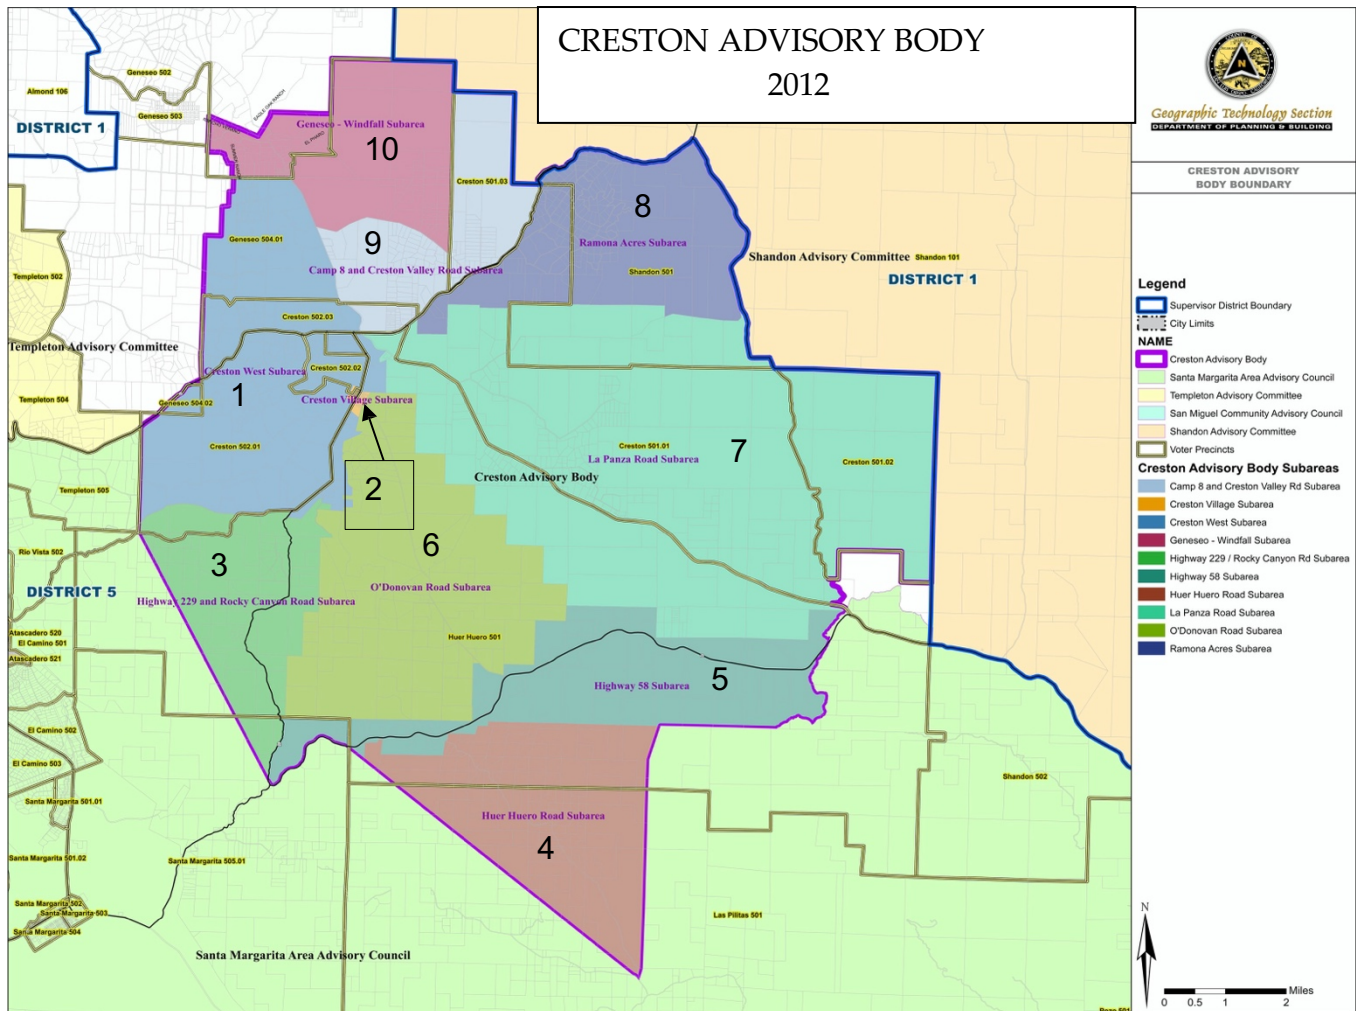 CRESTON ADVISORY BODY
2012
Geographic Technology Section
DEPARTMENT OF PLANNING & BUILDING
CRESTON ADVISORY
BODY BOUNDARY
Legend
Supervisor District Boundary
City Limits
NAME
Creston Advisory Body
Santa Margarita Area Advisory Council
Templeton Advisory Committee
San Miguel Community Advisory Council
Shandon Advisory Committee
Voter Precincts
Creston Advisory Body Subareas
Camp 8 and Creston Valley Rd Subarea
Creston Village Subarea
Creston West Subarea
Geneseo - Windfall Subarea
Highway 229 / Rocky Canyon Rd Subarea
Highway 58 Subarea
Huer Huero Road Subarea
La Panza Road Subarea
O'Donovan Road Subarea
Ramona Acres Subarea
N
Miles
0 0.5 1 2
Geneseo 502
Almond 106
Geneseo 503
DISTRICT 1
EAGLE OAK RANCH
EL PHARO
Geneseo - Windfall Subarea
10
Creston 501.03
8
Ramona Acres Subarea
Shandon 501
Geneseo 504.01
9
Camp 8 and Creston Valley Road Subarea
Shandon Advisory Committee
Shandon 101
DISTRICT 1
Templeton 502
Creston 502.03
Templeton Advisory Committee
Creston West Subarea
Creston 502.02
1
Creston Village Subarea
Templeton 504
Geneseo 504.02
Creston 502.01
Creston 501.01
La Panza Road Subarea
7
Creston 501.02
Creston Advisory Body
2
Templeton 505
6
Rio Vista 502
3
O'Donovan Road Subarea
DISTRICT 5
Highway 229 and Rocky Canyon Road Subarea
Atascadero 520
El Camino 501
Atascadero 521
Huer Huero 501
Highway 58 Subarea
5
El Camino 502
El Camino 503
Shandon 502
Santa Margarita 501.01
Huer Huero Road Subarea
4
Santa Margarita 501.02
Santa Margarita 505.01
Santa Margarita 502
Santa Margarita 503
Santa Margarita 504
Las Pilitas 501
Santa Margarita Area Advisory Council